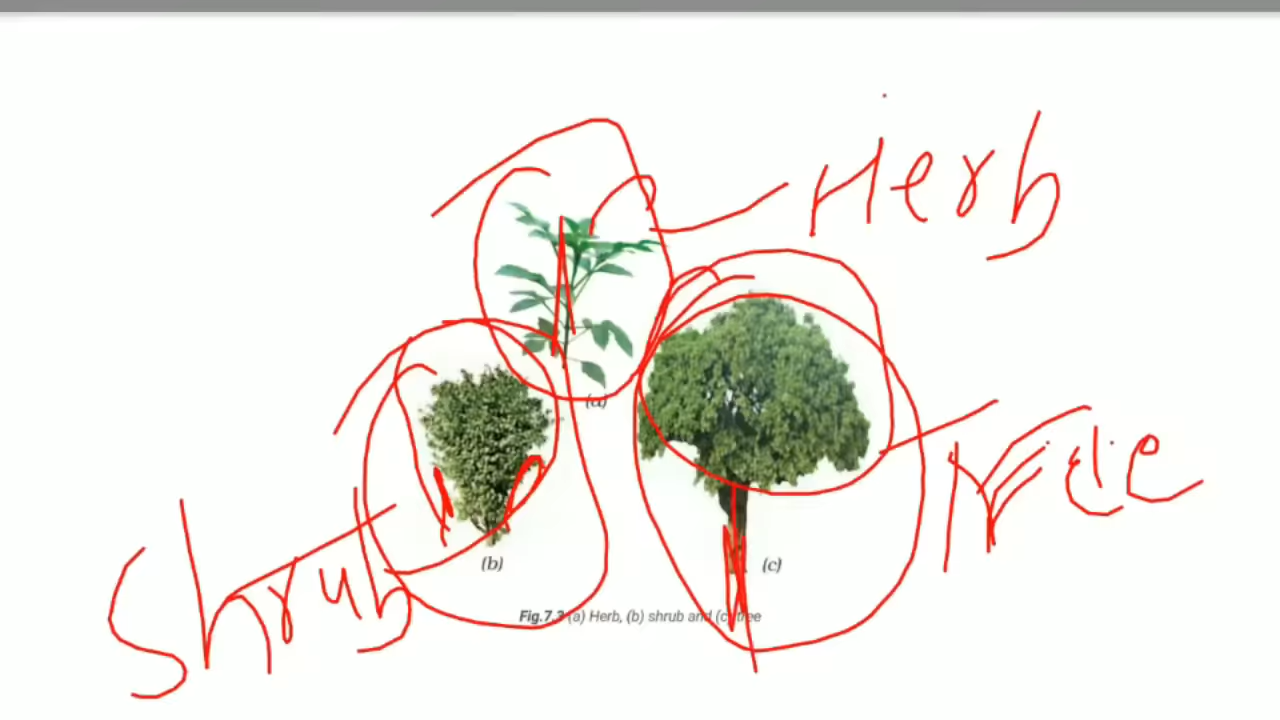 Herb
(a)
Tree
Shrub
(b)
(c)
Fig.7.3 (a) Herb, (b) shrub and (c) tree